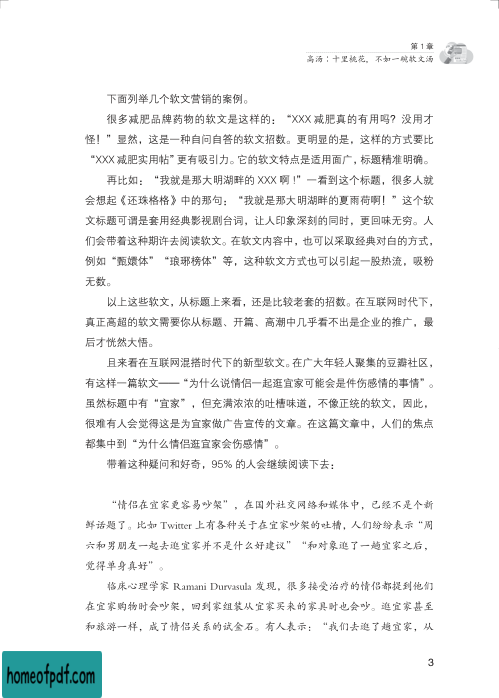 第 1 章
高汤：十里桃花，不如一碗软文汤
下面列举几个软文营销的案例。
很多减肥品牌药物的软文是这样的：“XXX 减肥真的有用吗？没用才
怪！”显然，这是一种自问自答的软文招数。更明显的是，这样的方式要比
“XXX 减肥实用帖”更有吸引力。它的软文特点是适用面广，标题精准明确。
再比如：“我就是那大明湖畔的 XXX 啊！”一看到这个标题，很多人就
会想起《还珠格格》中的那句：“我就是那大明湖畔的夏雨荷啊！”这个软
文标题可谓是套用经典影视剧台词，让人印象深刻的同时，更回味无穷。人
们会带着这种期许去阅读软文。在软文内容中，也可以采取经典对白的方式，
例如“甄嬛体”“琅琊榜体”等，这种软文方式也可以引起一股热流，吸粉
无数。
以上这些软文，从标题上来看，还是比较老套的招数。在互联网时代下，
真正高超的软文需要你从标题、开篇、高潮中几乎看不出是企业的推广，最
后才恍然大悟。
且来看在互联网混搭时代下的新型软文。在广大年轻人聚集的豆瓣社区，
有这样一篇软文——“为什么说情侣一起逛宜家可能会是件伤感情的事情”。
虽然标题中有“宜家”，但充满浓浓的吐槽味道，不像正统的软文，因此，
很难有人会觉得这是为宜家做广告宣传的文章。在这篇文章中，人们的焦点
都集中到“为什么情侣逛宜家会伤感情”。
带着这种疑问和好奇，95% 的人会继续阅读下去：
“情侣在宜家更容易吵架”，在国外社交网络和媒体中，已经不是个新
鲜话题了。比如 Twitter 上有各种关于在宜家吵架的吐槽，人们纷纷表示“周
六和男朋友一起去逛宜家并不是什么好建议”“和对象逛了一趟宜家之后，
觉得单身真好”。
临床心理学家 Ramani Durvasula 发现，很多接受治疗的情侣都提到他们
在宜家购物时会吵架，回到家组装从宜家买来的家具时也会吵。逛宜家甚至
和旅游一样，成了情侣关系的试金石。有人表示：“我们去逛了趟宜家，从
3
homeofpdf.com